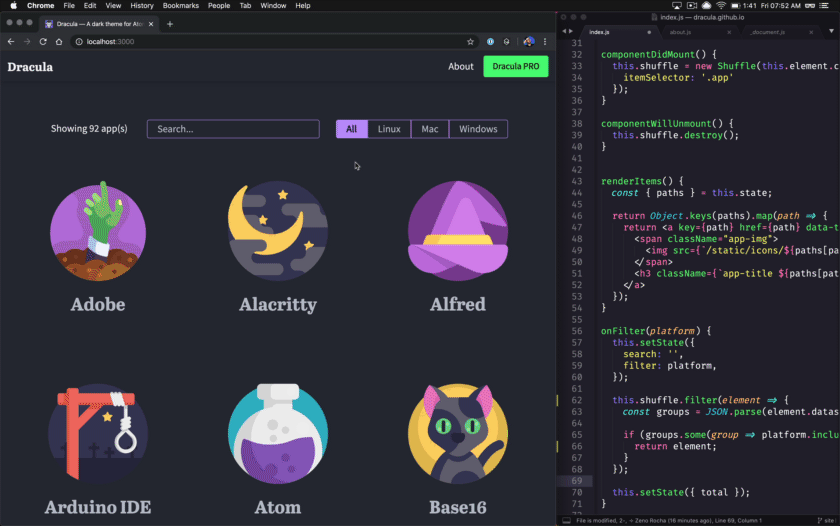 Chrome File Edit View History Bookmarks People Tab Window Help
1:41 Fri 07:52 AM
Dracula — A dark theme for Ato
localhost:3000
Dracula
About
Dracula PRO
Showing 92 app(s)
Search...
All
Linux
Mac
Windows
Adobe
Alacritty
Alfred
Arduino IDE
Atom
Base16
index.js — dracula.github.io
index.js
about.js
_document.js
31
32 componentDidMount() {
33 this.shuffle = new Shuffle(this.element.c
34 itemSelector: '.app'
35 });
36 }
37
38 componentWillUnmount() {
39 this.shuffle.destroy();
40 }
41
42
43 renderItems() {
44 const { paths } = this.state;
45
46 return Object.keys(paths).map(path => {
47 return <a key={path} href={path} data-t
48 <span className="app-img">
49 <img src={`/static/icons/${paths[pa
50 </span>
51 <h3 className={`app-title ${paths[pat
52 </a>
53 });
54 }
55
56 onFilter(platform) {
57 this.setState({
58 search: '',
59 filter: platform,
60 });
61
62 this.shuffle.filter(element => {
63 const groups = JSON.parse(element.datas
64
65 if (groups.some(group => platform.inclu
66 return element;
67 }
68 });
69
70 this.setState({ total });
71 }
File is modified, 2-, ÷ Zeno Rocha (16 minutes ago), Line 69, Column 1